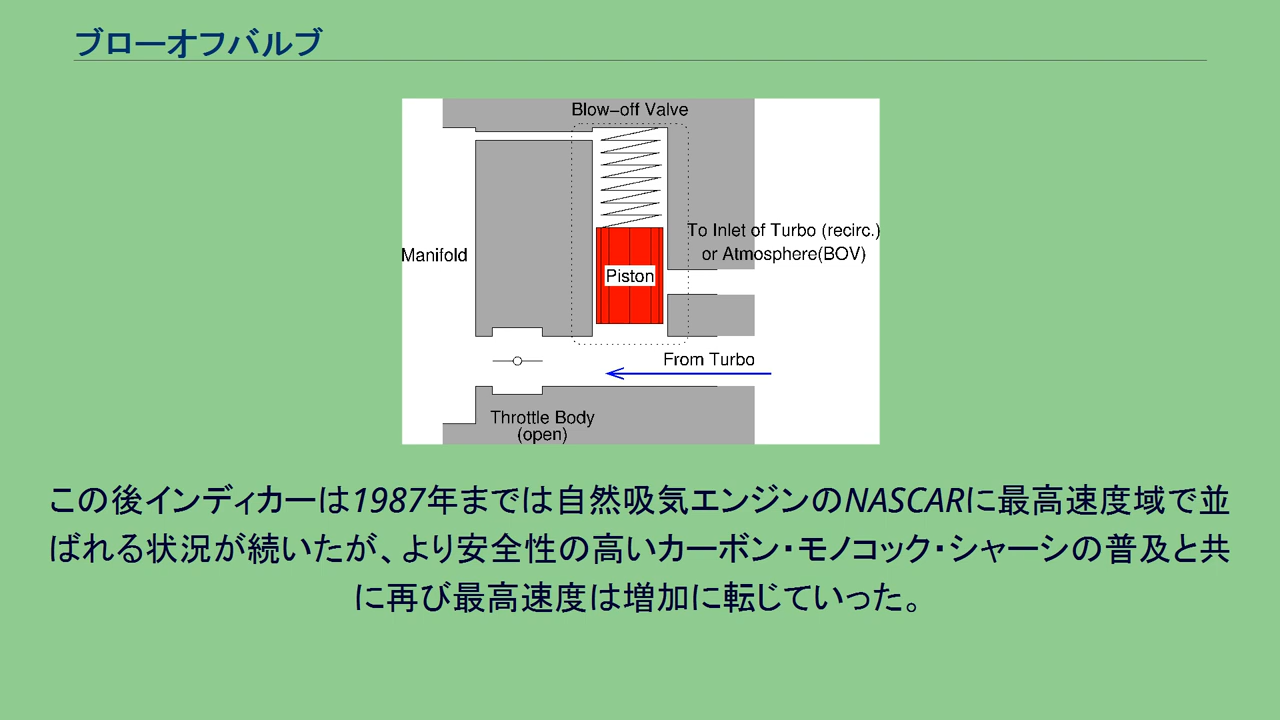 ブローオフバルブ
Blow-off Valve
To Inlet of Turbo (recirc.)
or Atmosphere(BOV)
Manifold
Piston
From Turbo
Throttle Body
(open)
この後インディカーは1987年までは自然吸気エンジンのNASCARに最高速度域で並
ばれる状況が続いたが、より安全性の高いカーボン・モノコック・シャーシの普及と共
に再び最高速度は増加に転じていった。